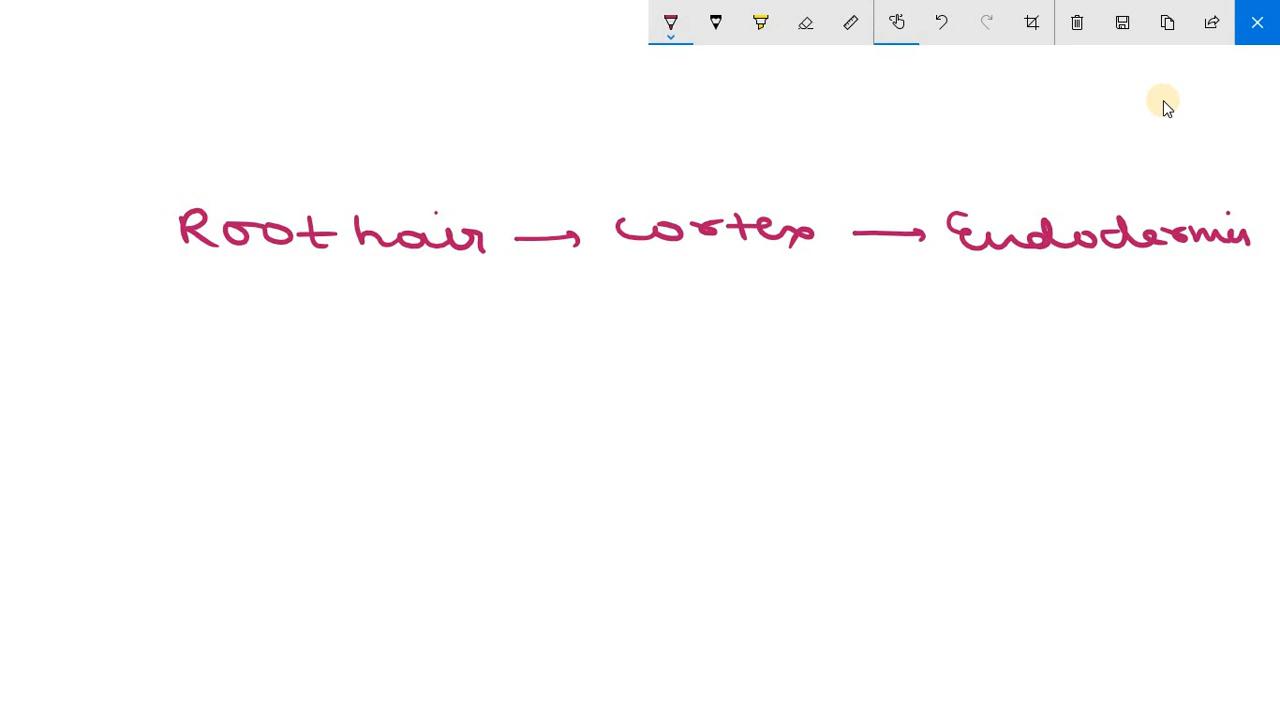 Root hair → cortex → Endodermis